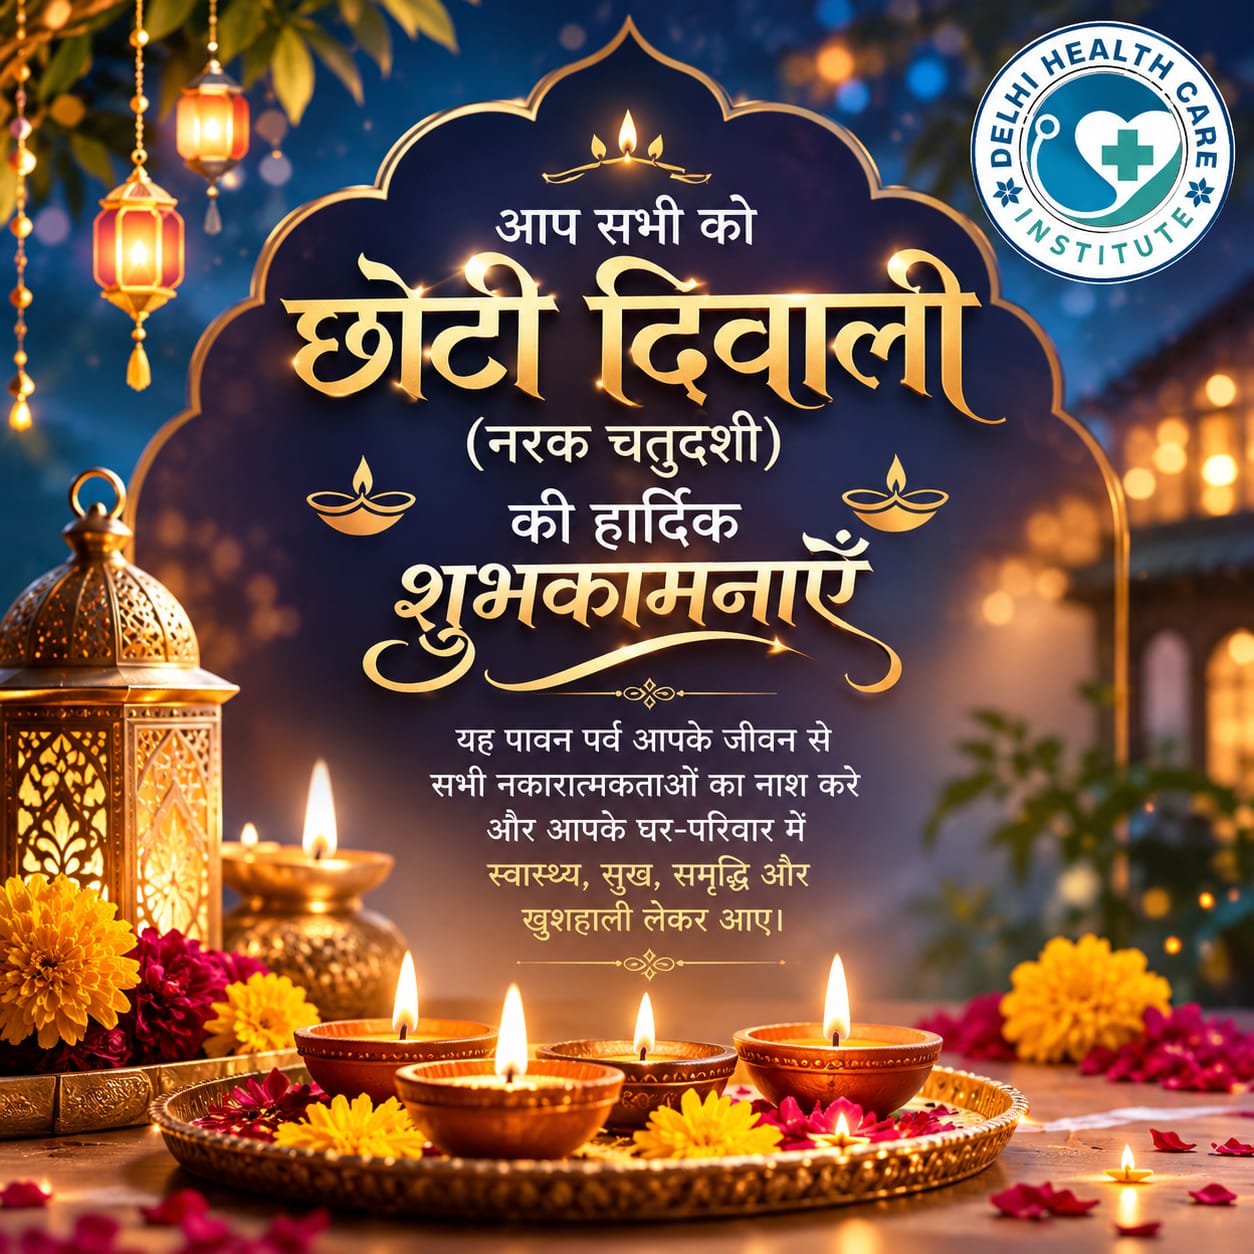 DELHI HEALTH CARE
INSTITUTE
आप सभी को
छोटी दिवाली
(नरक चतुदशी)
की हार्दिक
शुभकामनाएँ
यह पावन पर्व आपके जीवन से
सभी नकारात्मकताओं का नाश करे
और आपके घर-परिवार में
स्वास्थ्य, सुख, समृद्धि और
खुशहाली लेकर आए।